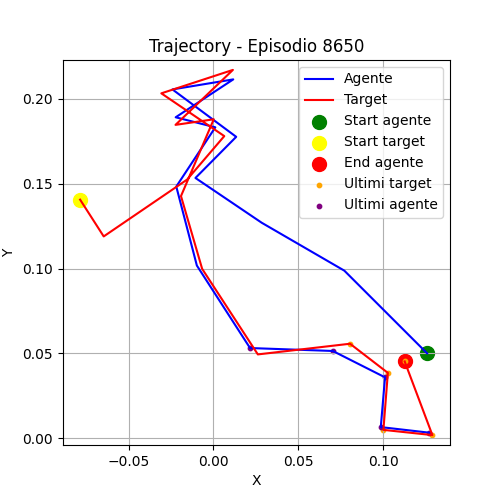 Trajectory - Episodio 8650
Agente
Target
Start agente
Start target
End agente
Ultimi target
Ultimi agente
Y
0.20
0.15
0.10
0.05
0.00
−0.05
0.00
0.05
0.10
X